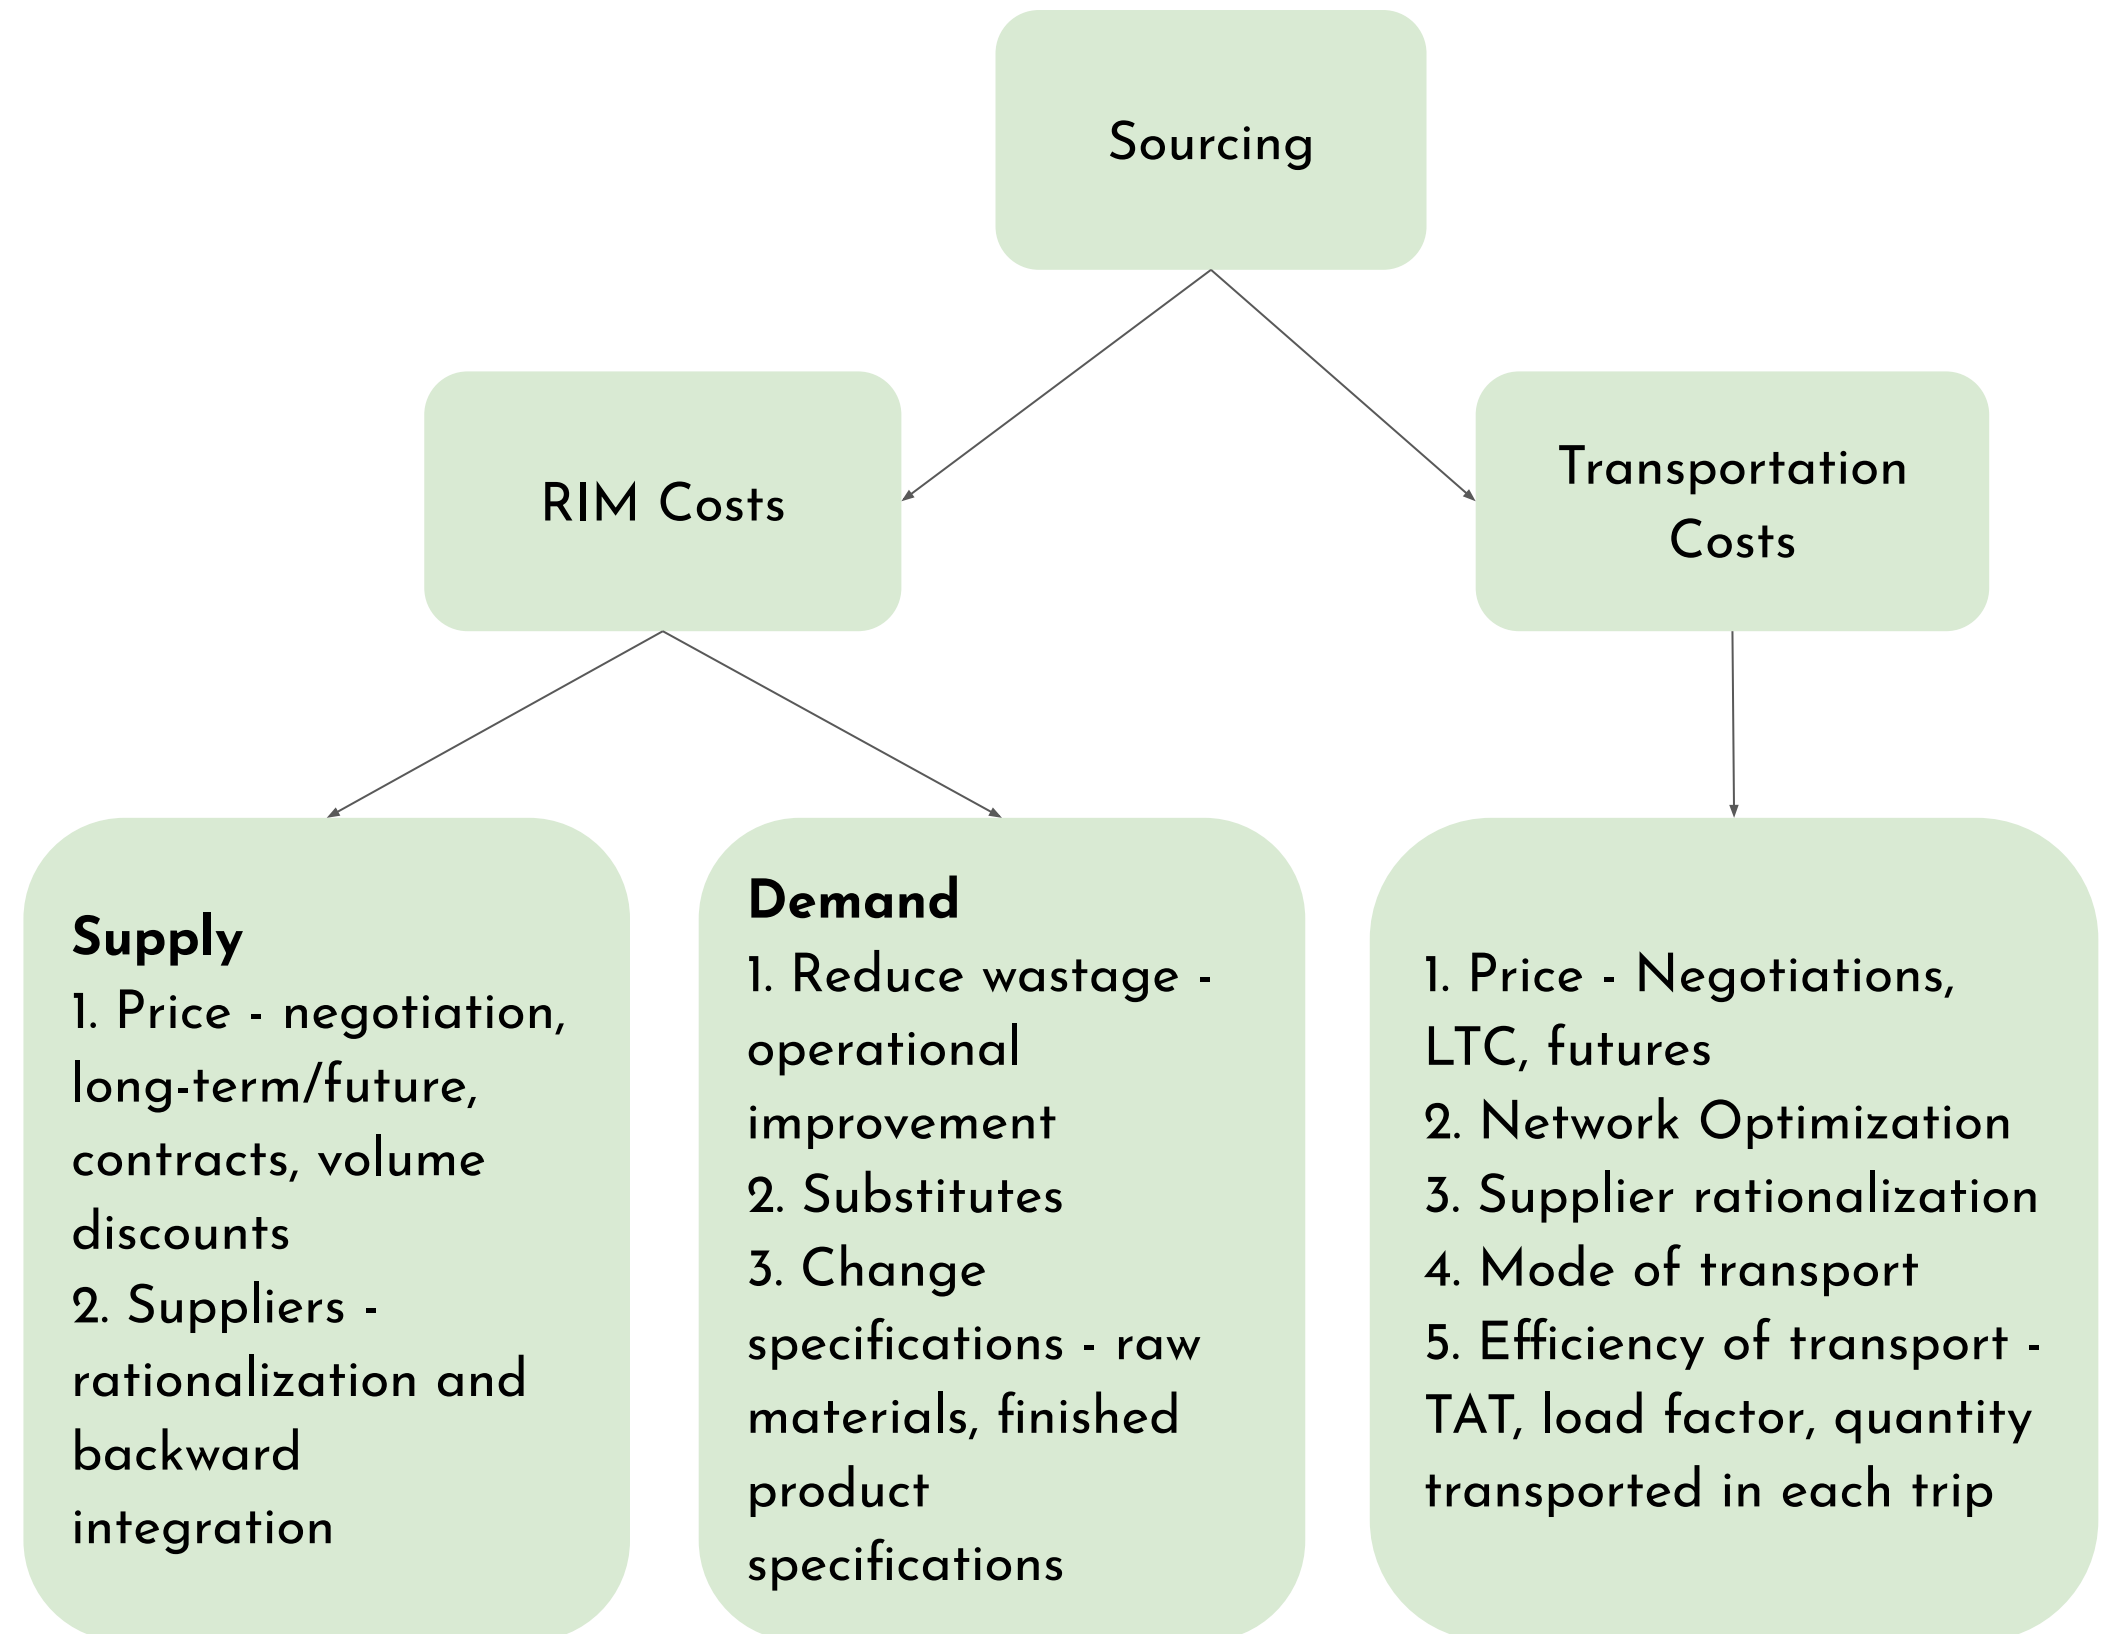 Sourcing
RIM Costs
Transportation
Costs
Supply
1. Price - negotiation,
long-term/future,
contracts, volume
discounts
2. Suppliers -
rationalization and
backward
integration
Demand
1. Reduce wastage -
operational
improvement
2. Substitutes
3. Change
specifications - raw
materials, finished
product
specifications
1. Price - Negotiations,
LTC, futures
2. Network Optimization
3. Supplier rationalization
4. Mode of transport
5. Efficiency of transport -
TAT, load factor, quantity
transported in each trip